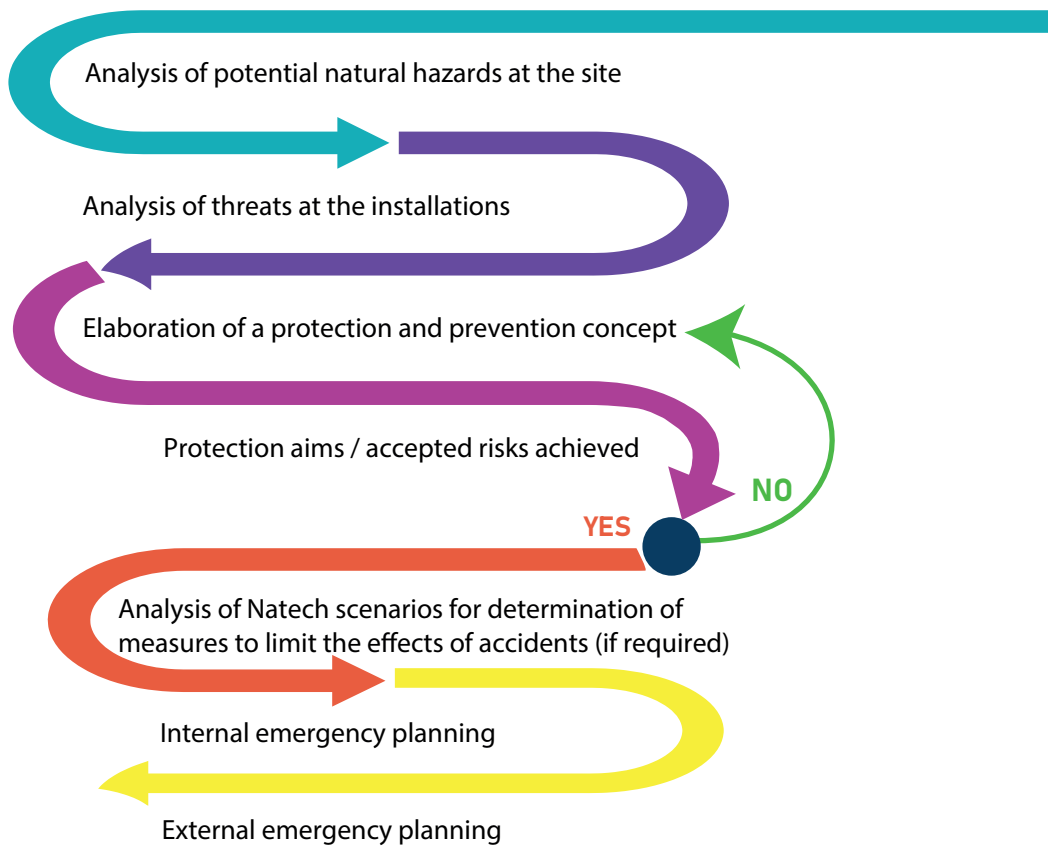 Analysis of potential natural hazards at the site
Analysis of threats at the installations
Elaboration of a protection and prevention concept
Protection aims / accepted risks achieved
NO
YES
Analysis of Natech scenarios for determination of
measures to limit the effects of accidents (if required)
Internal emergency planning
External emergency planning